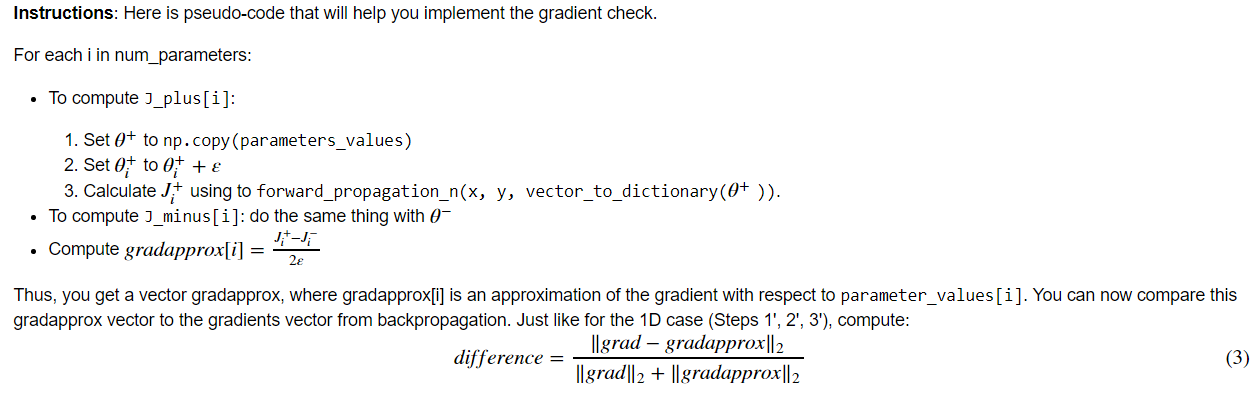 Instructions: Here is pseudo-code that will help you implement the gradient check.
For each i in num_parameters:
• To compute J_plus[i]:
1. Set θ⁺ to np.copy(parameters_values)
2. Set θᵢ⁺ to θᵢ⁺ + ε
3. Calculate Jᵢ⁺ using to forward_propagation_n(x, y, vector_to_dictionary(θ⁺ )).
• To compute J_minus[i]: do the same thing with θ⁻
• Compute gradapprox[i] = (Jᵢ⁺ − Jᵢ⁻) / 2ε
Thus, you get a vector gradapprox, where gradapprox[i] is an approximation of the gradient with respect to parameter_values[i]. You can now compare this
gradapprox vector to the gradients vector from backpropagation. Just like for the 1D case (Steps 1', 2', 3'), compute:
difference = ‖grad − gradapprox‖₂ / (‖grad‖₂ + ‖gradapprox‖₂) (3)